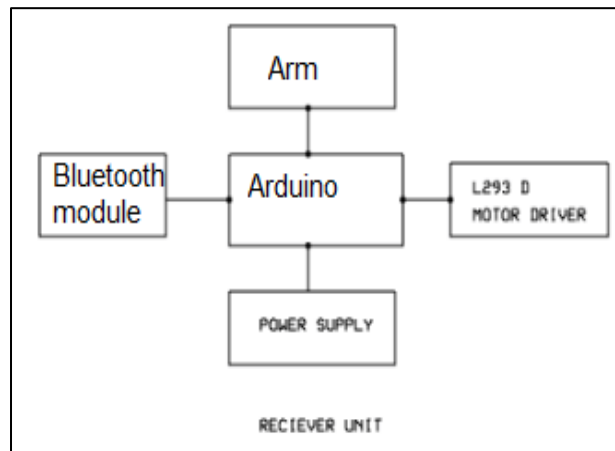 Arm
Bluetooth
module
Arduino
L293 D
MOTOR DRIVER
POWER SUPPLY
RECIEVER UNIT